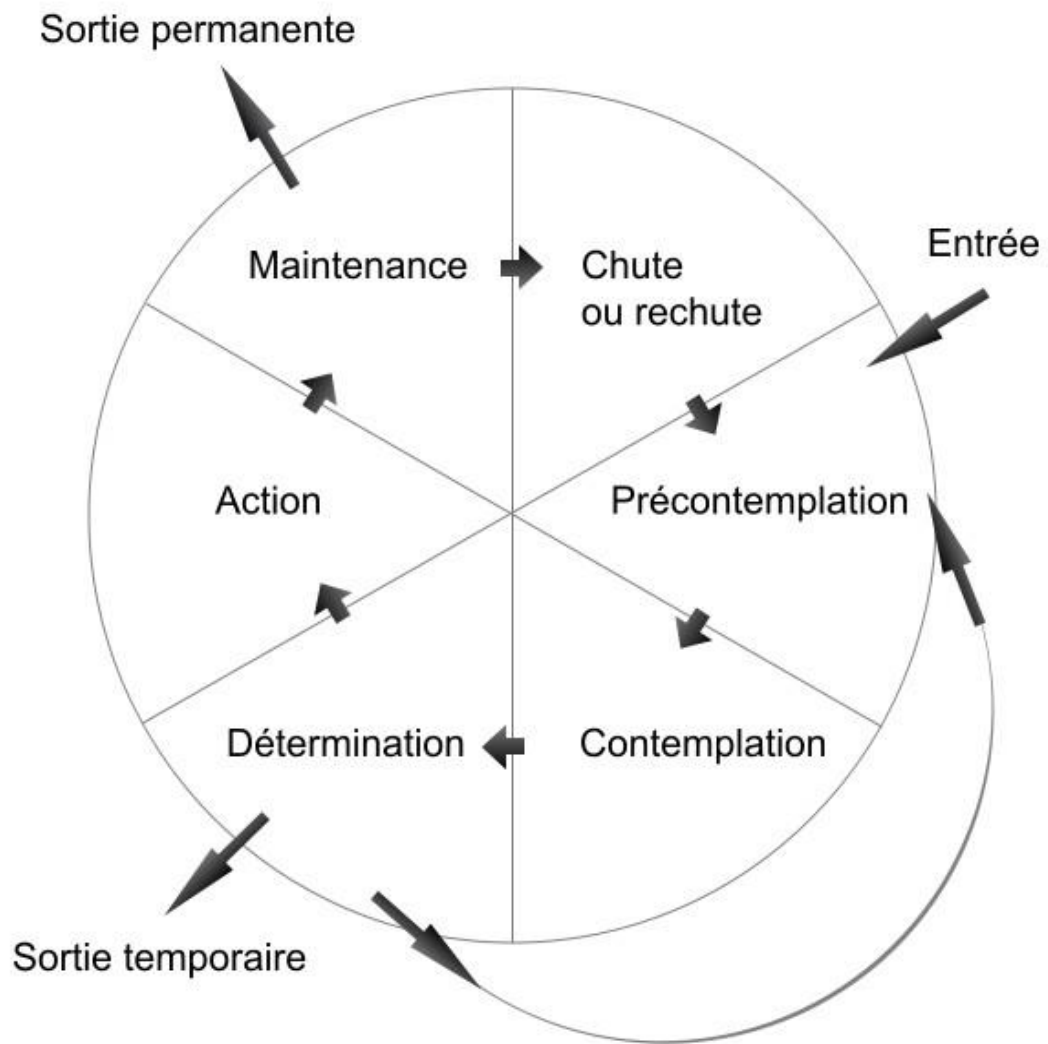 Sortie permanente
Entrée
Maintenance
Chute
ou rechute
Action
Précontemplation
Détermination
Contemplation
Sortie temporaire